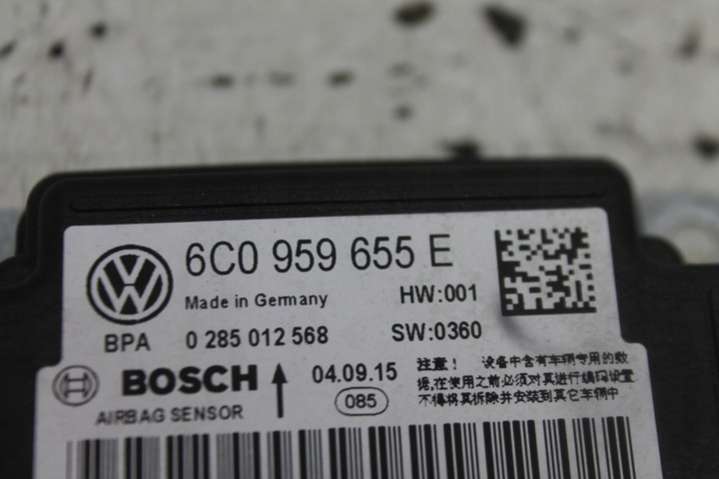 6C0 959 655 E
Made in Germany
HW:001
BPA 0 285 012 568 SW:0360
BOSCH 04.09.15
AIRBAG SENSOR 085
注意! 设备中含有车辆专用的数
据,在使用之前必须对其进行编码设置
不得将其拆除并安装到其它车辆中